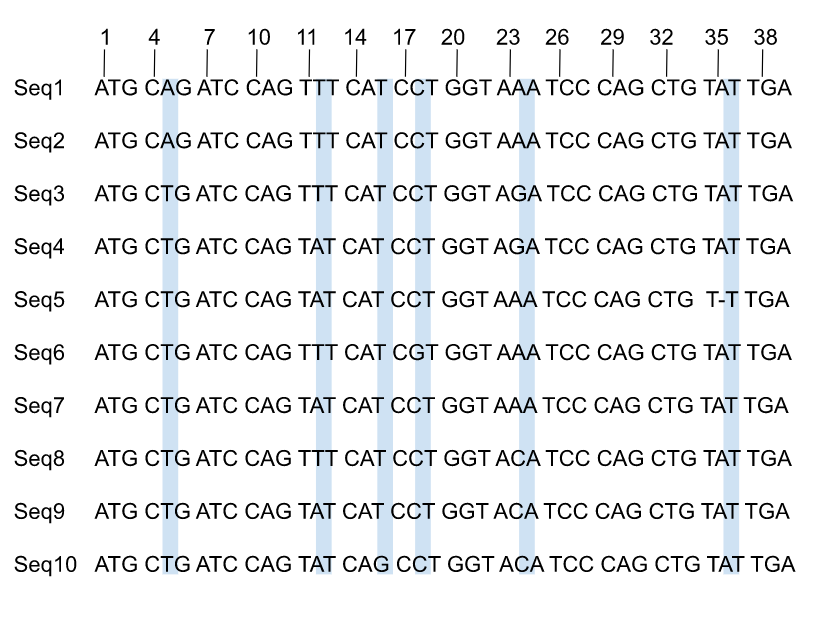 1 4 7 10 11 14 17 20 23 26 29 32 35 38
Seq1 ATG CAG ATC CAG TTT CAT CCT GGT AAA TCC CAG CTG TAT TGA
Seq2 ATG CAG ATC CAG TTT CAT CCT GGT AAA TCC CAG CTG TAT TGA
Seq3 ATG CTG ATC CAG TTT CAT CCT GGT AGA TCC CAG CTG TAT TGA
Seq4 ATG CTG ATC CAG TAT CAT CCT GGT AGA TCC CAG CTG TAT TGA
Seq5 ATG CTG ATC CAG TAT CAT CCT GGT AAA TCC CAG CTG T-T TGA
Seq6 ATG CTG ATC CAG TTT CAT CGT GGT AAA TCC CAG CTG TAT TGA
Seq7 ATG CTG ATC CAG TAT CAT CCT GGT AAA TCC CAG CTG TAT TGA
Seq8 ATG CTG ATC CAG TTT CAT CCT GGT ACA TCC CAG CTG TAT TGA
Seq9 ATG CTG ATC CAG TAT CAT CCT GGT ACA TCC CAG CTG TAT TGA
Seq10 ATG CTG ATC CAG TAT CAG CCT GGT ACA TCC CAG CTG TAT TGA